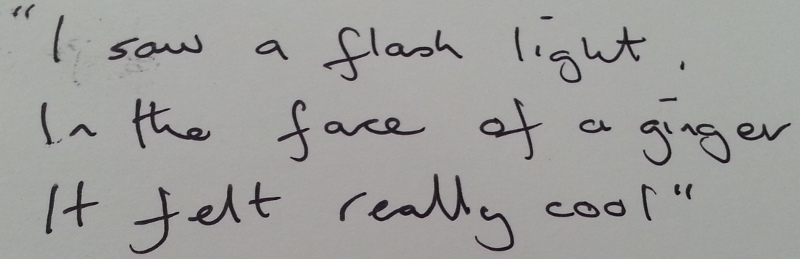 "I saw a flash light.
In the face of a ginger
It felt really cool"